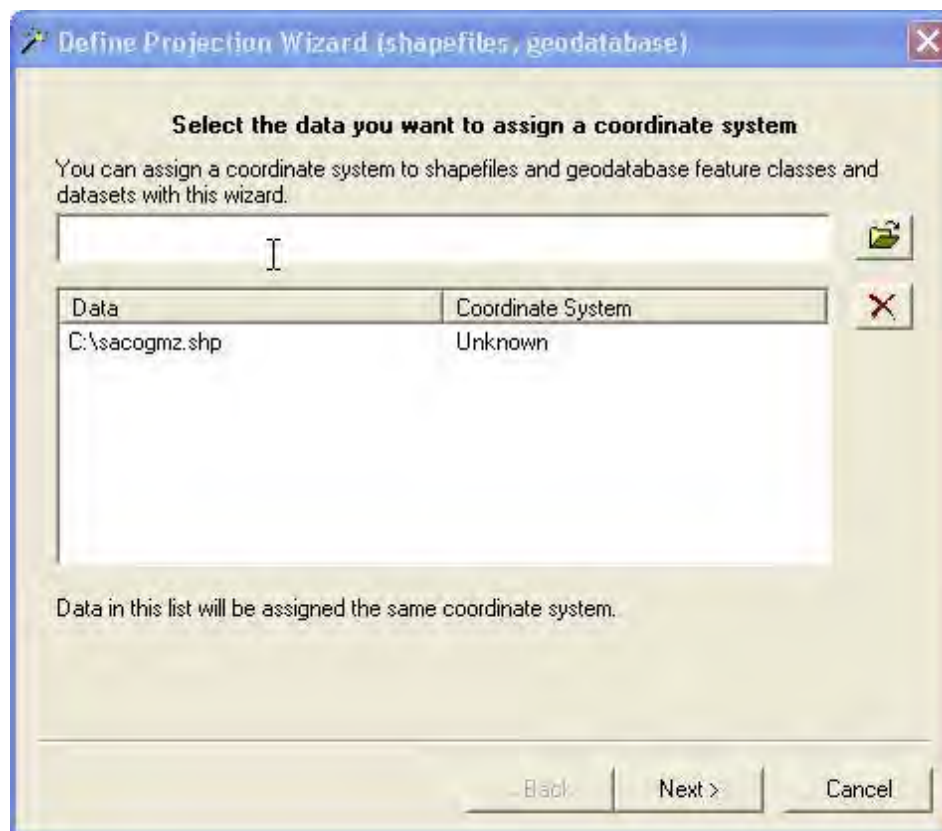 Define Projection Wizard (shapefiles, geodatabase)
Select the data you want to assign a coordinate system
You can assign a coordinate system to shapefiles and geodatabase feature classes and
datasets with this wizard.
Data Coordinate System
C:\sacogmz.shp Unknown
Data in this list will be assigned the same coordinate system.
Back Next > Cancel